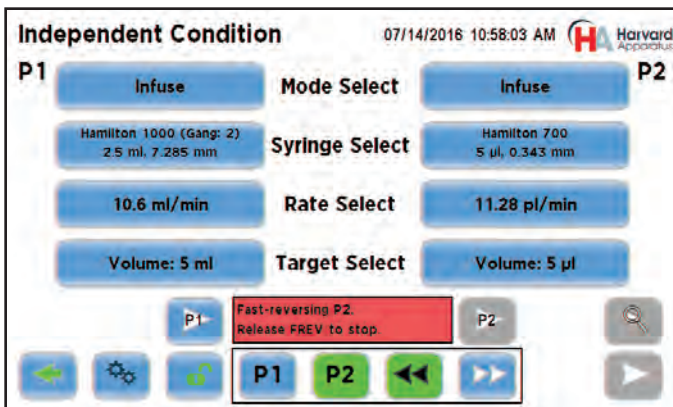 Independent Condition
07/14/2016 10:58:03 AM
HA Harvard
Apparatus
P1
P2
Infuse
Mode Select
Infuse
Hamilton 1000 (Gang: 2)
2.5 ml, 7.285 mm
Syringe Select
Hamilton 700
5 µl, 0.343 mm
10.6 ml/min
Rate Select
11.28 pl/min
Volume: 5 ml
Target Select
Volume: 5 µl
P1
Fast-reversing P2.
Release FREV to stop.
P2
P1
P2